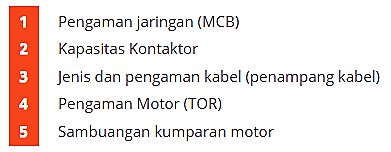 1 Pengaman jaringan (MCB)
2 Kapasitas Kontaktor
3 Jenis dan pengaman kabel (penampang kabel)
4 Pengaman Motor (TOR)
5 Sambuangan kumparan motor